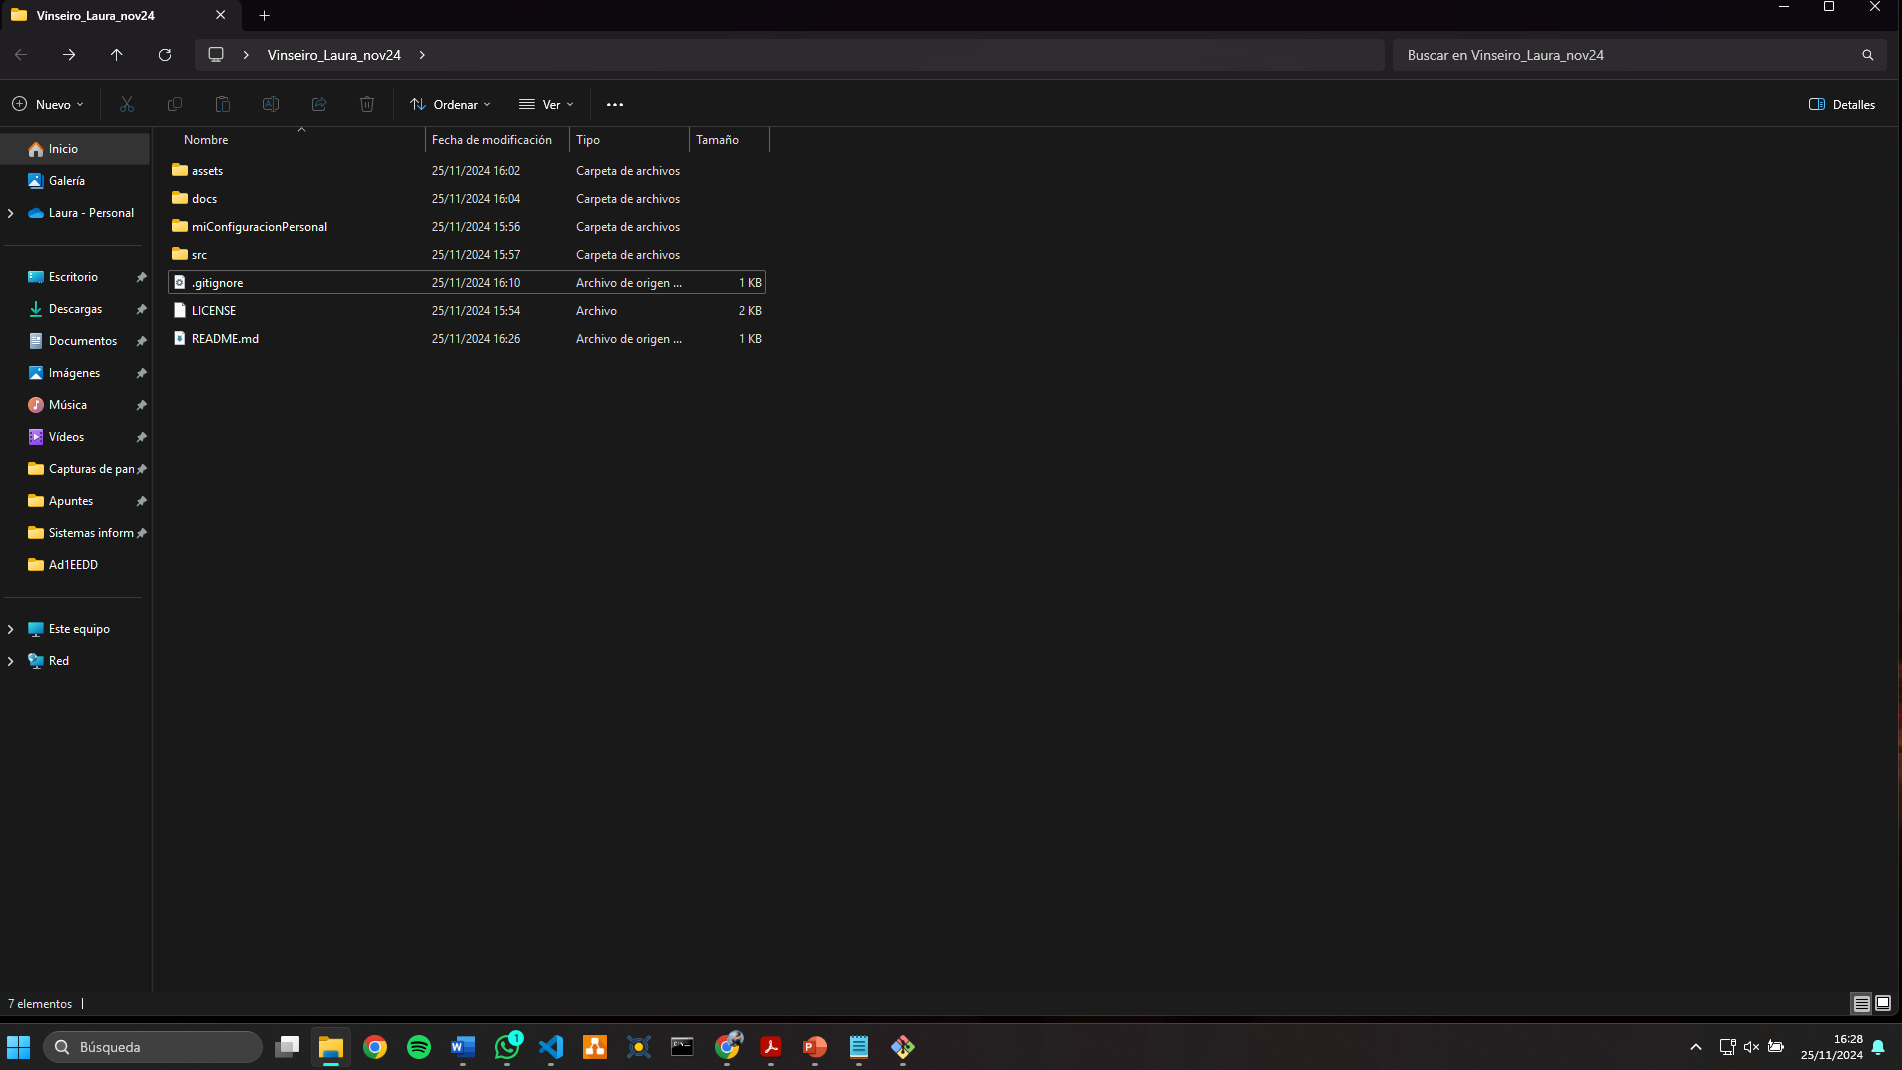 Vinseiro_Laura_nov24
Vinseiro_Laura_nov24
Buscar en Vinseiro_Laura_nov24
Nuevo
Ordenar
Ver
Detalles
Inicio
Galería
Laura - Personal
Escritorio
Descargas
Documentos
Imágenes
Música
Vídeos
Capturas de pan
Apuntes
Sistemas inform
Ad1EEDD
Este equipo
Red
Nombre Fecha de modificación Tipo Tamaño
assets 25/11/2024 16:02 Carpeta de archivos
docs 25/11/2024 16:04 Carpeta de archivos
miConfiguracionPersonal 25/11/2024 15:56 Carpeta de archivos
src 25/11/2024 15:57 Carpeta de archivos
.gitignore 25/11/2024 16:10 Archivo de origen ... 1 KB
LICENSE 25/11/2024 15:54 Archivo 2 KB
README.md 25/11/2024 16:26 Archivo de origen ... 1 KB
7 elementos
Búsqueda
1
16:28
25/11/2024